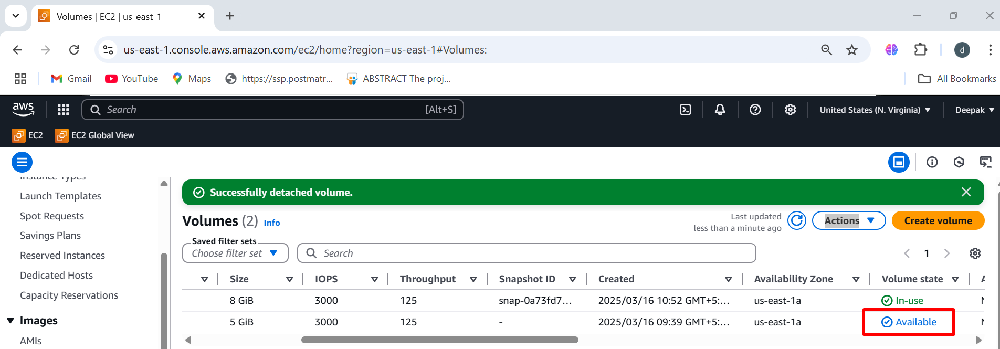 Volumes | EC2 | us-east-1
us-east-1.console.aws.amazon.com/ec2/home?region=us-east-1#Volumes:
d
Gmail
YouTube
Maps
https://ssp.postmatr...
ABSTRACT The proj...
All Bookmarks
aws
Search
[Alt+S]
United States (N. Virginia)
Deepak
EC2
EC2 Global View
Instance Types
Launch Templates
Spot Requests
Savings Plans
Reserved Instances
Dedicated Hosts
Capacity Reservations
Images
AMIs
Successfully detached volume.
Volumes (2) Info
Last updated
less than a minute ago
Actions
Create volume
Saved filter sets
Choose filter set
Search
1
Size IOPS Throughput Snapshot ID Created Availability Zone Volume state
8 GiB 3000 125 snap-0a73fd7... 2025/03/16 10:52 GMT+5:... us-east-1a In-use
5 GiB 3000 125 - 2025/03/16 09:39 GMT+5:... us-east-1a Available